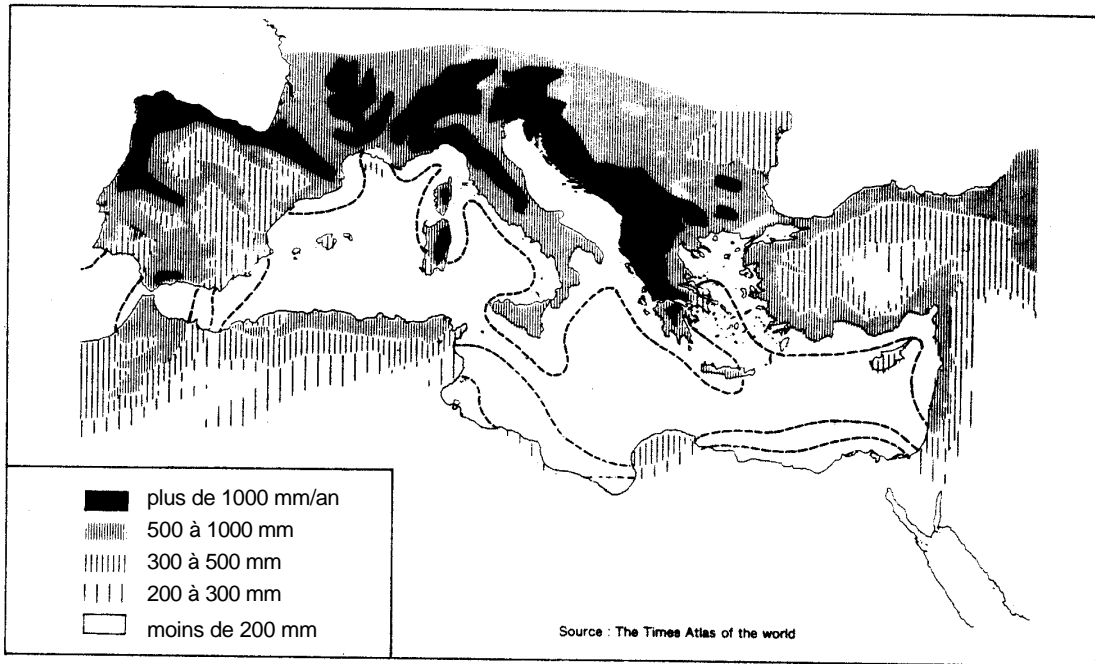 plus de 1000 mm/an
500 à 1000 mm
300 à 500 mm
200 à 300 mm
moins de 200 mm
Source : The Times Atlas of the world